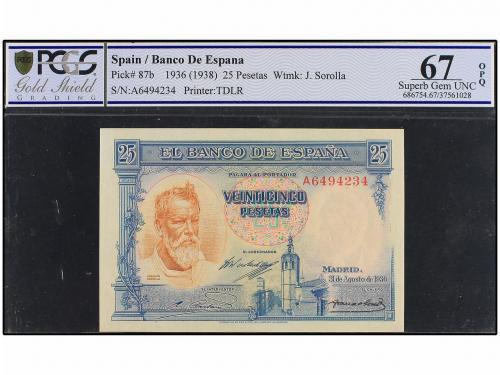 PCGS
Gold Shield
GRADING
Spain / Banco De Espana
Pick# 87b 1936 (1938) 25 Pesetas Wtmk: J. Sorolla
S/N:A6494234 Printer:TDLR
67
Superb Gem UNC
686754.67/37561028
OPQ
25 EL BANCO DE ESPAÑA 25
PAGARÁ AL PORTADOR
A6494234
VEINTICINCO
PESETAS
EL GOBERNADOR
MADRID,
31 de Agosto de 1936
EL INTERVENTOR
EL CAJERO